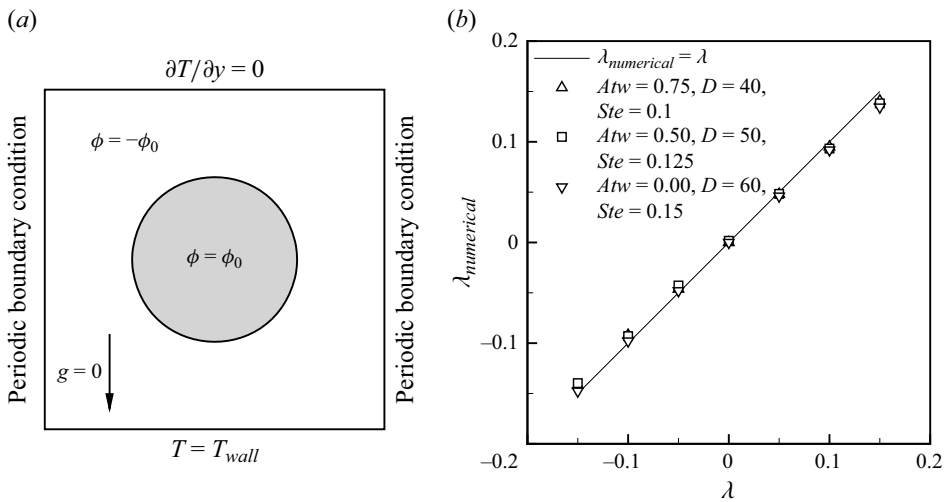 (a)
∂T/∂y = 0
Periodic boundary condition
ϕ = −ϕ0
ϕ = ϕ0
g = 0
T = Twall
Periodic boundary condition
(b)
0.2
0.1
0
−0.1
−0.2
−0.1
0
0.1
0.2
λnumerical
λ
λnumerical = λ
Atw = 0.75, D = 40,
Ste = 0.1
Atw = 0.50, D = 50,
Ste = 0.125
Atw = 0.00, D = 60,
Ste = 0.15